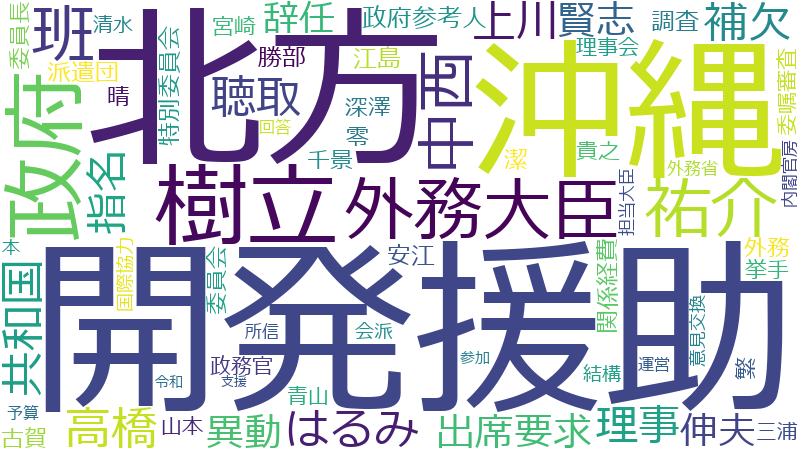 委員長
清水
宮崎
辞任
政府参考人
上川
賢志
調査
補欠
班
派遣団
北方
特別委員会
勝部
江島
理事会
沖縄
委嘱審査
晴
聴取
深澤
中西
政府
回答
零
千景
潔
貴之
外務省
内閣官房
指名
樹立
外務大臣
祐介
担当大臣
本
共和国
国際協力
委員会
安江
関係経費
外務
挙手
開発援助
意見交換
所信
会派
政務官
参加
運営
繁
令和
支援
結構
予算
青山
古賀
高橋
山本
異動
はるみ
出席要求
理事
伸夫
三浦